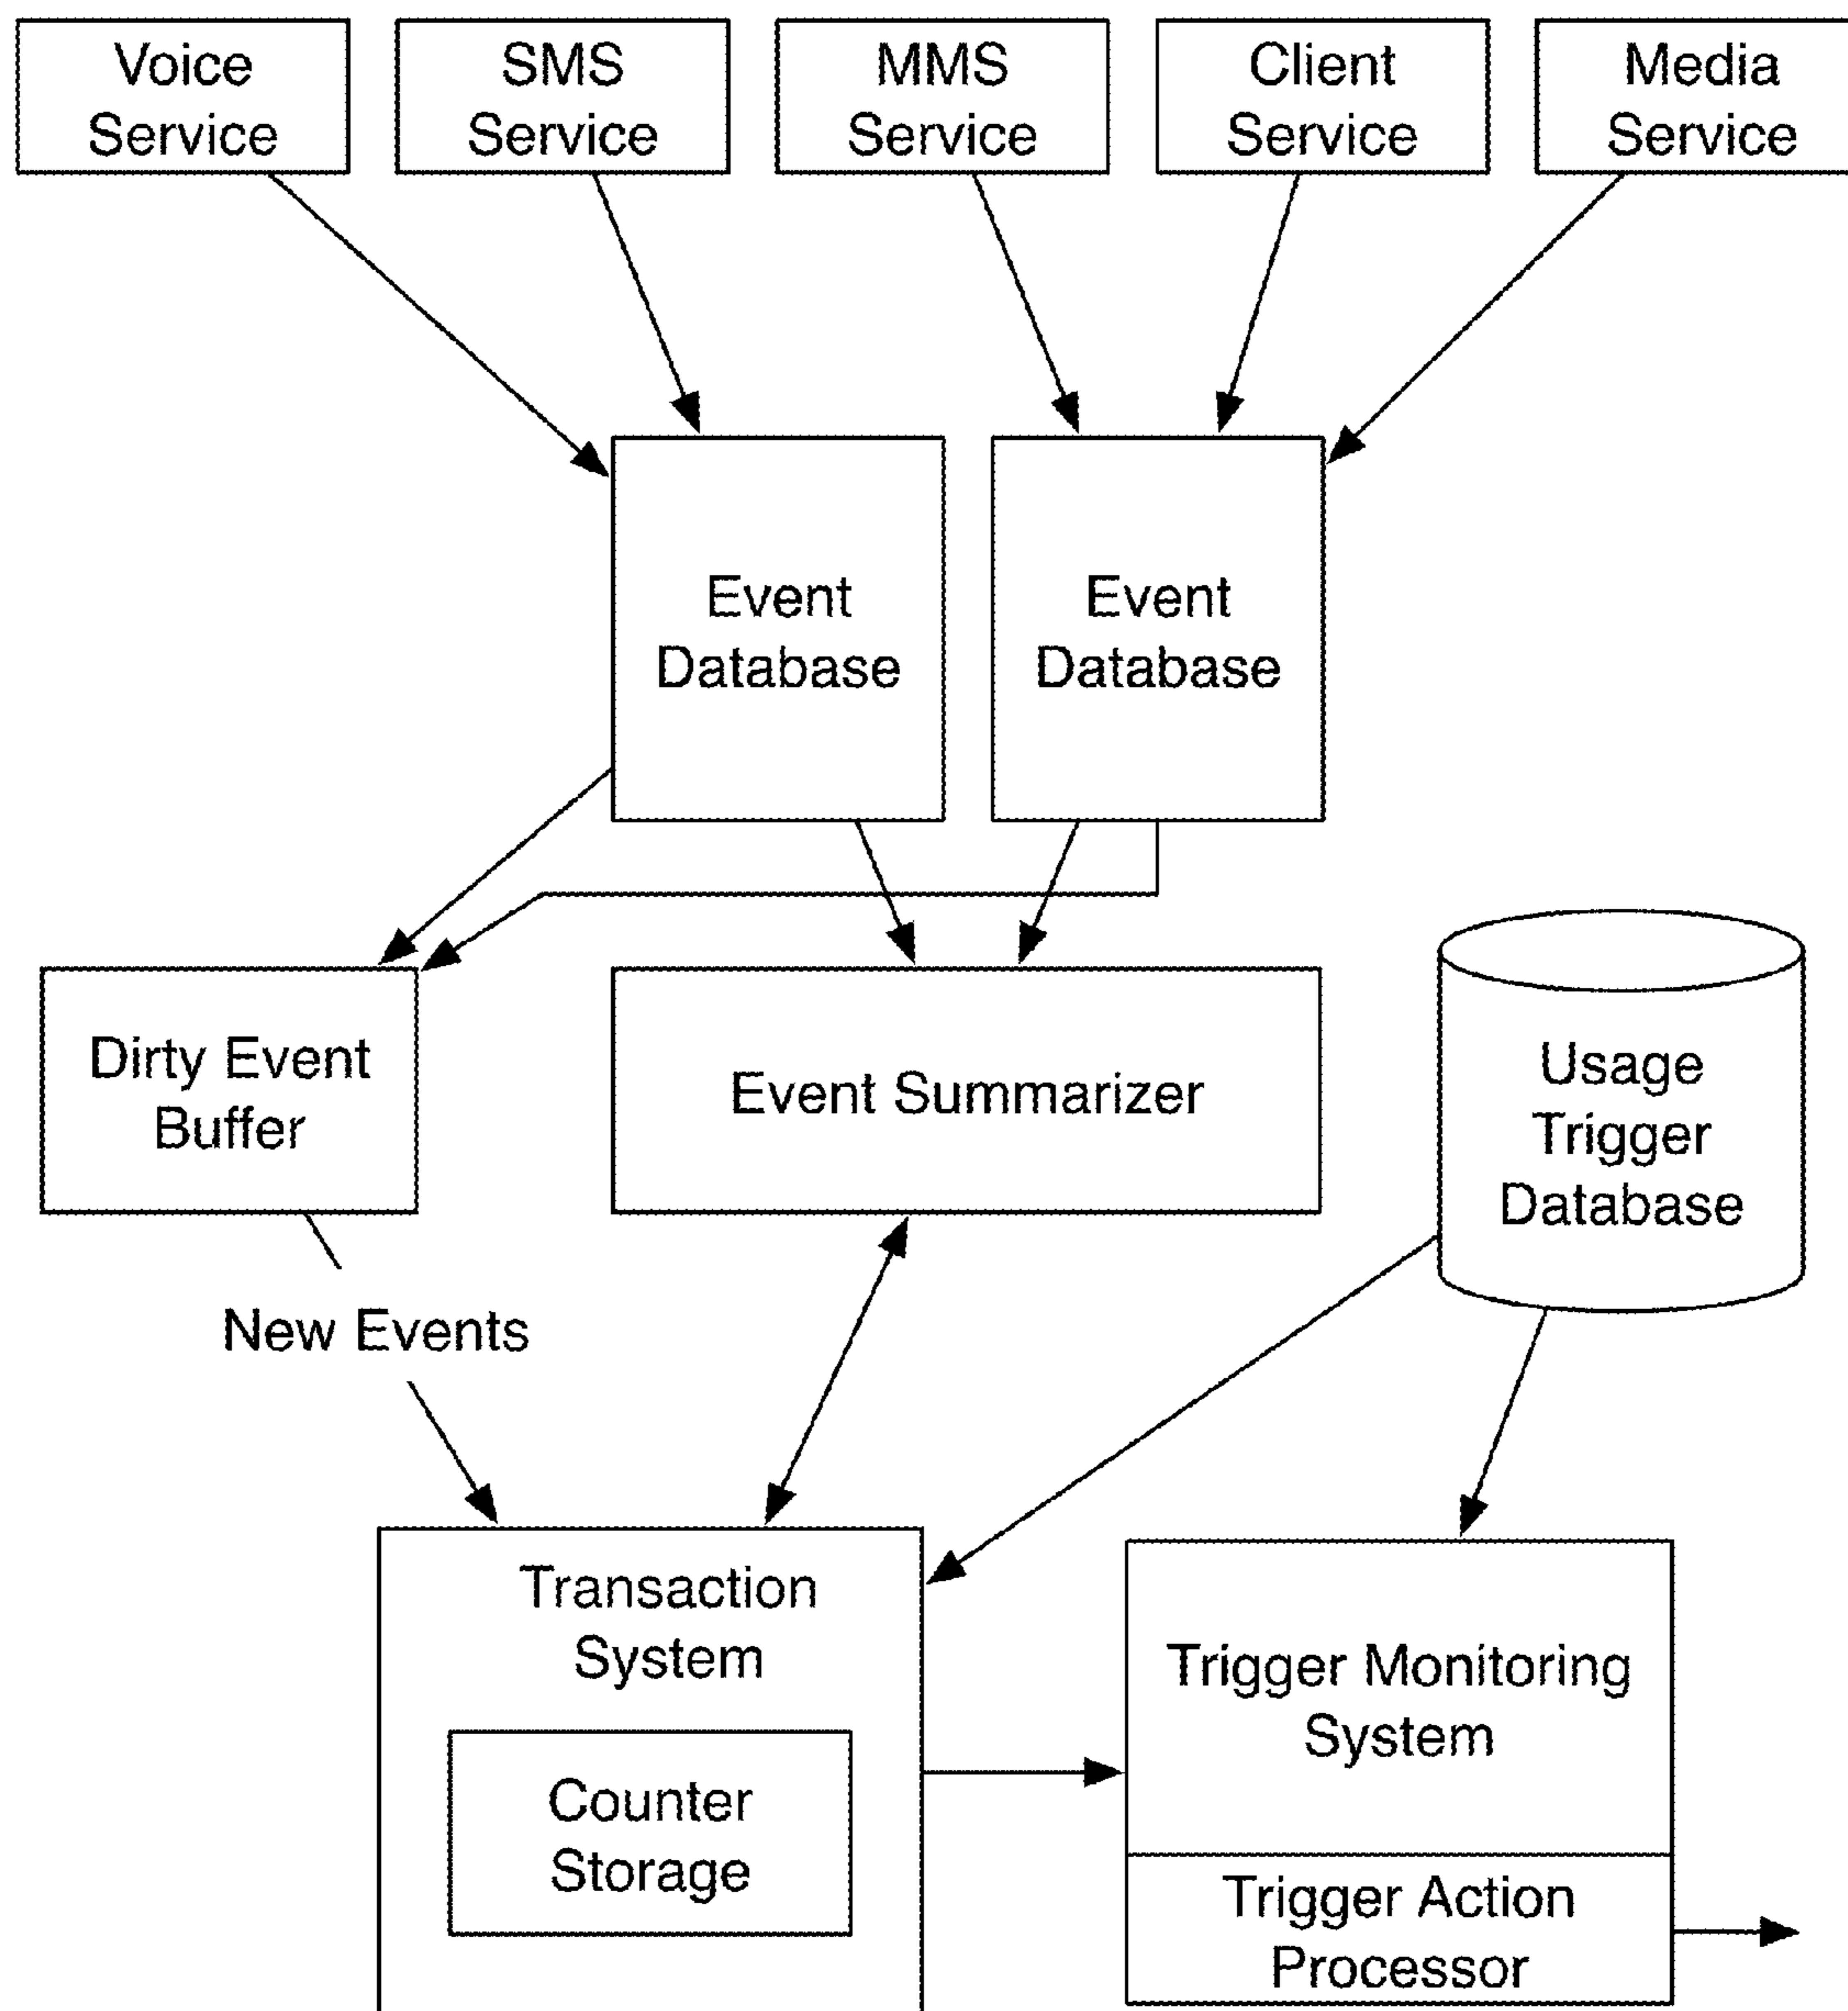 Voice
Service
SMS
Service
MMS
Service
Client
Service
Media
Service
Event
Database
Event
Database
Dirty Event
Buffer
Event Summarizer
Usage
Trigger
Database
New Events
Transaction
System
Counter
Storage
Trigger Monitoring
System
Trigger Action
Processor